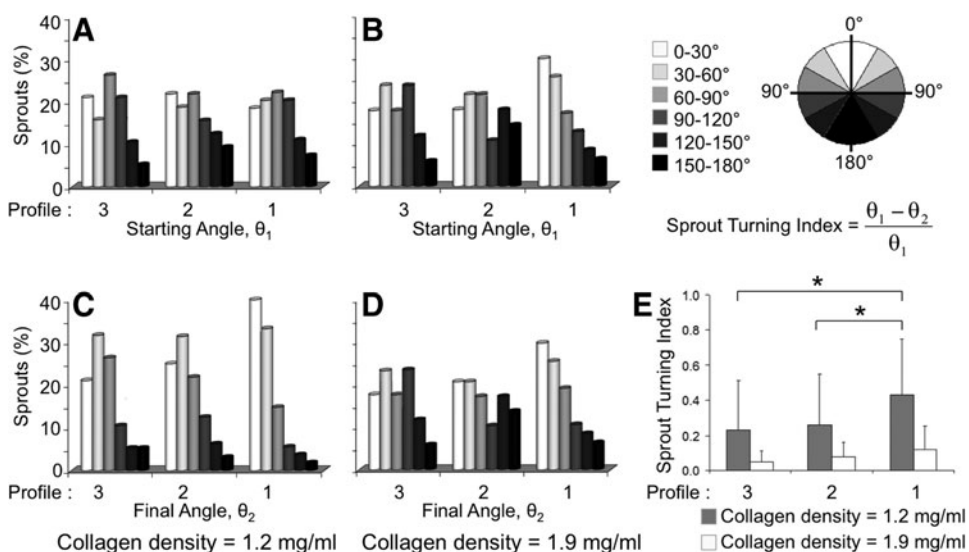 A
Sprouts (%)
40
30
20
10
0
Profile : 3 2 1
Starting Angle, θ1
B
3 2 1
Starting Angle, θ1
0-30°
30-60°
60-90°
90-120°
120-150°
150-180°
0°
90° 90°
180°
Sprout Turning Index = θ1 – θ2
θ1
C
Sprouts (%)
40
30
20
10
0
Profile : 3 2 1
Final Angle, θ2
Collagen density = 1.2 mg/ml
D
3 2 1
Final Angle, θ2
Collagen density = 1.9 mg/ml
E
Sprout Turning Index
1.0
0.8
0.6
0.4
0.2
0.0
*
*
Profile : 3 2 1
Collagen density = 1.2 mg/ml
Collagen density = 1.9 mg/ml